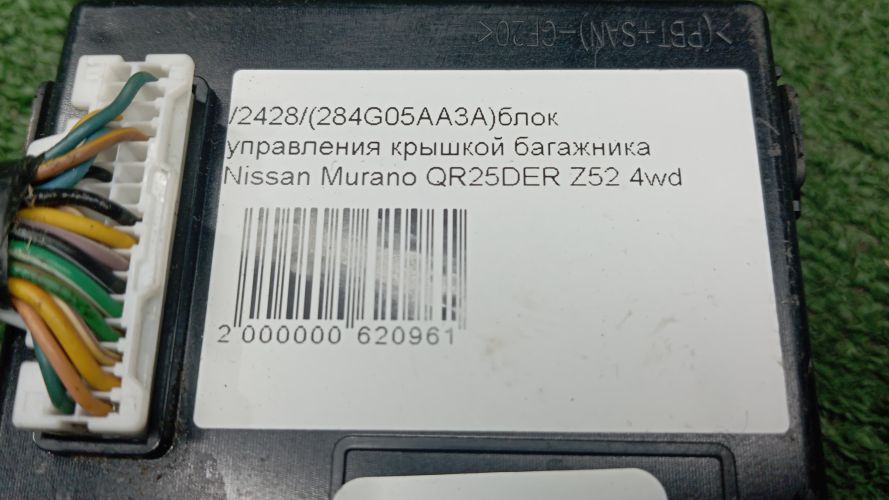 >(PBT+SAN)-GF20<
/2428/(284G05AA3A)блок
управления крышкой багажника
Nissan Murano QR25DER Z52 4wd
2 000000 620961